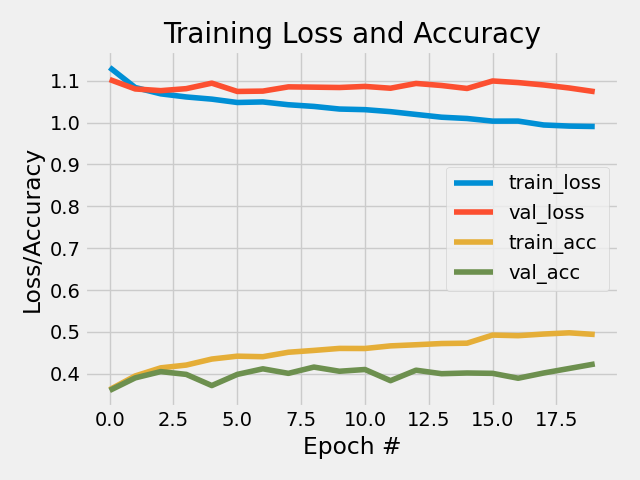 Training Loss and Accuracy
Loss/Accuracy
1.1
1.0
0.9
0.8
0.7
0.6
0.5
0.4
train_loss
val_loss
train_acc
val_acc
0.0 2.5 5.0 7.5 10.0 12.5 15.0 17.5
Epoch #